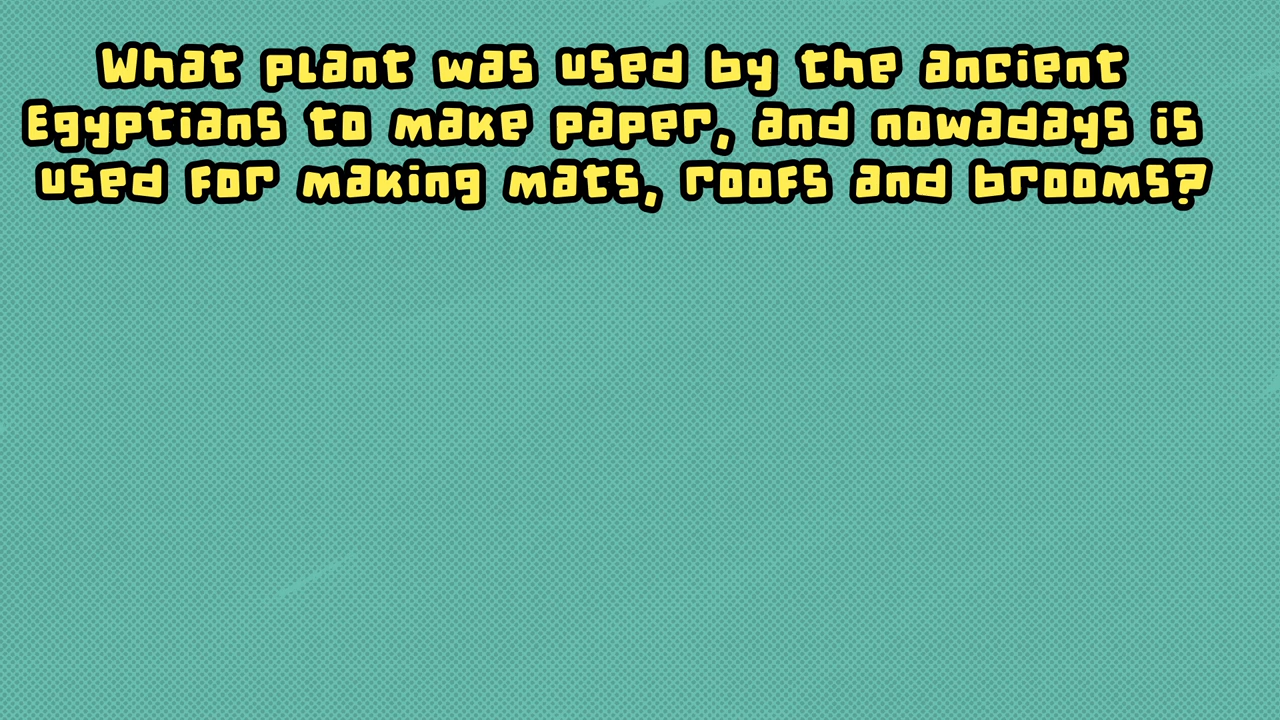 What plant was used by the ancient
Egyptians to make paper, and nowadays is
used for making mats, roofs and brooms?